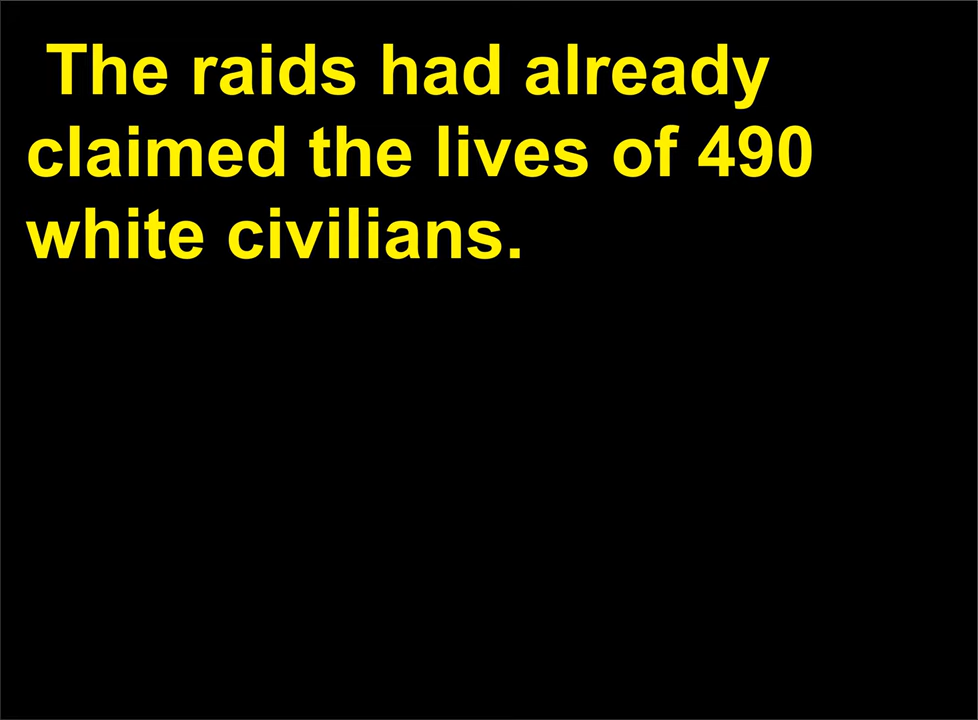 The raids had already
claimed the lives of 490
white civilians.